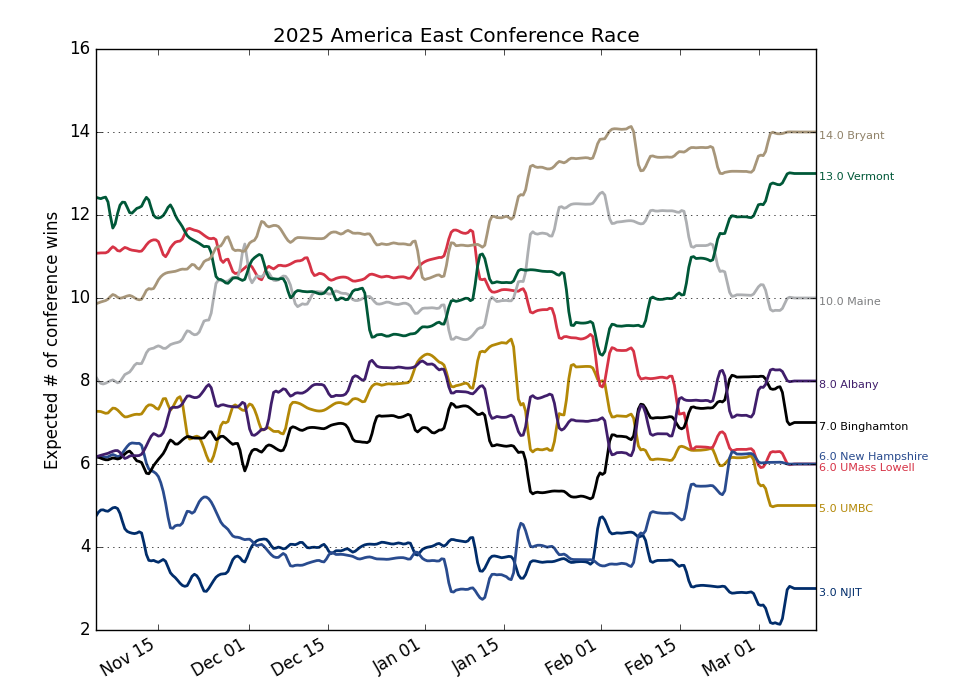 2025 America East Conference Race
Expected # of conference wins
16
14
12
10
8
6
4
2
14.0 Bryant
13.0 Vermont
10.0 Maine
8.0 Albany
7.0 Binghamton
6.0 New Hampshire
6.0 UMass Lowell
5.0 UMBC
3.0 NJIT
Nov 15
Dec 01
Dec 15
Jan 01
Jan 15
Feb 01
Feb 15
Mar 01